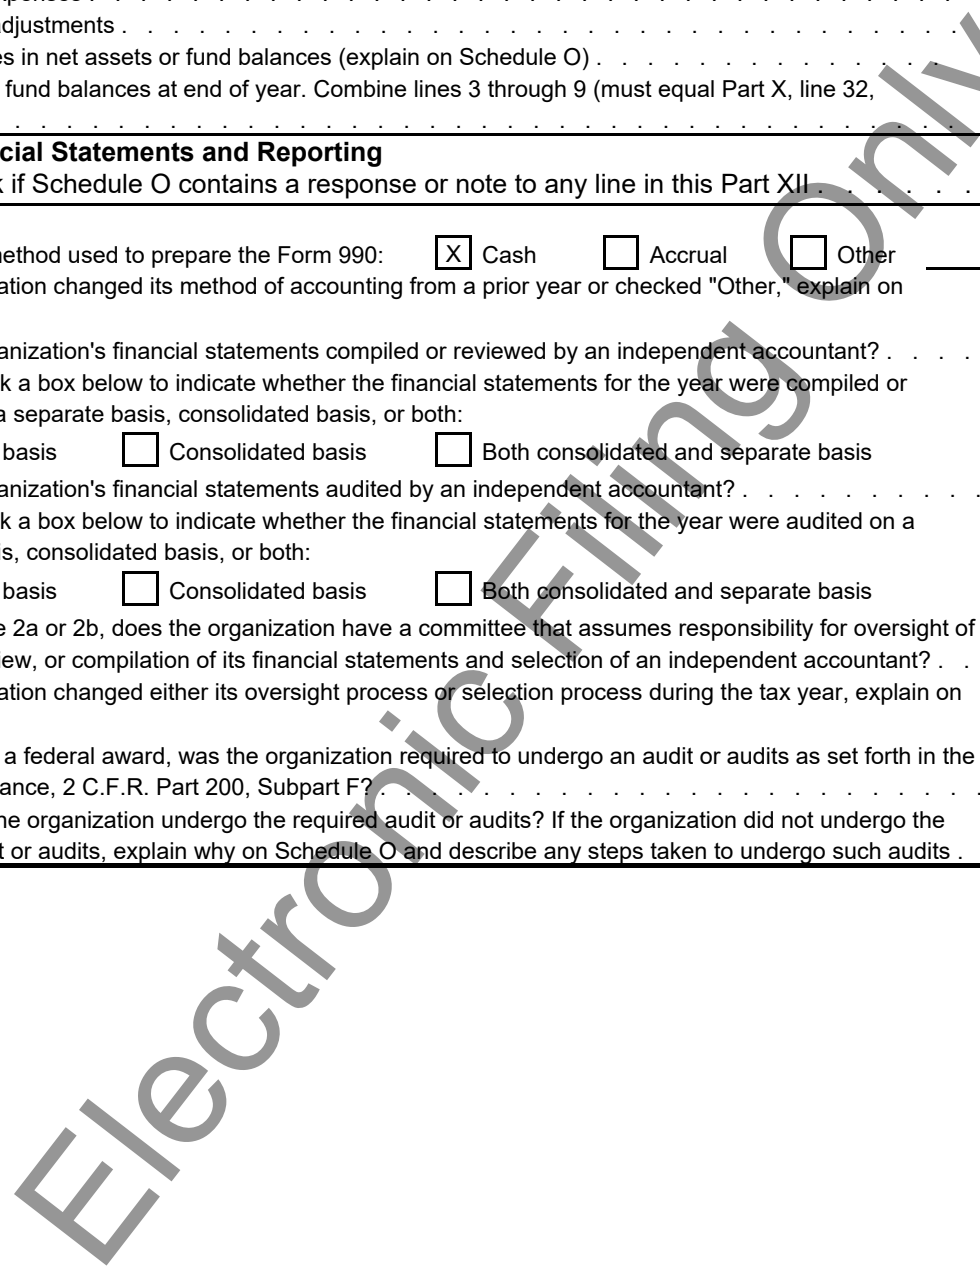 adjustments . . . . . . . . . . . . . . . . . . . . . . . . . . . . . . . . .
es in net assets or fund balances (explain on Schedule O) . . . . . . . . . . . . . .
fund balances at end of year. Combine lines 3 through 9 (must equal Part X, line 32,
. . . . . . . . . . . . . . . . . . . . . . . . . . . . . . . . . . . . .
cial Statements and Reporting
k if Schedule O contains a response or note to any line in this Part XII . . . . . .
method used to prepare the Form 990: X Cash Accrual Other
ation changed its method of accounting from a prior year or checked "Other," explain on
anization's financial statements compiled or reviewed by an independent accountant? . . . .
k a box below to indicate whether the financial statements for the year were compiled or
a separate basis, consolidated basis, or both:
basis Consolidated basis Both consolidated and separate basis
anization's financial statements audited by an independent accountant? . . . . . . . . . .
k a box below to indicate whether the financial statements for the year were audited on a
is, consolidated basis, or both:
basis Consolidated basis Both consolidated and separate basis
e 2a or 2b, does the organization have a committee that assumes responsibility for oversight of
iew, or compilation of its financial statements and selection of an independent accountant? . .
ation changed either its oversight process or selection process during the tax year, explain on
a federal award, was the organization required to undergo an audit or audits as set forth in the
ance, 2 C.F.R. Part 200, Subpart F? . . . . . . . . . . . . . . . . . . . . . . . .
he organization undergo the required audit or audits? If the organization did not undergo the
t or audits, explain why on Schedule O and describe any steps taken to undergo such audits .
Electronic Filing Only